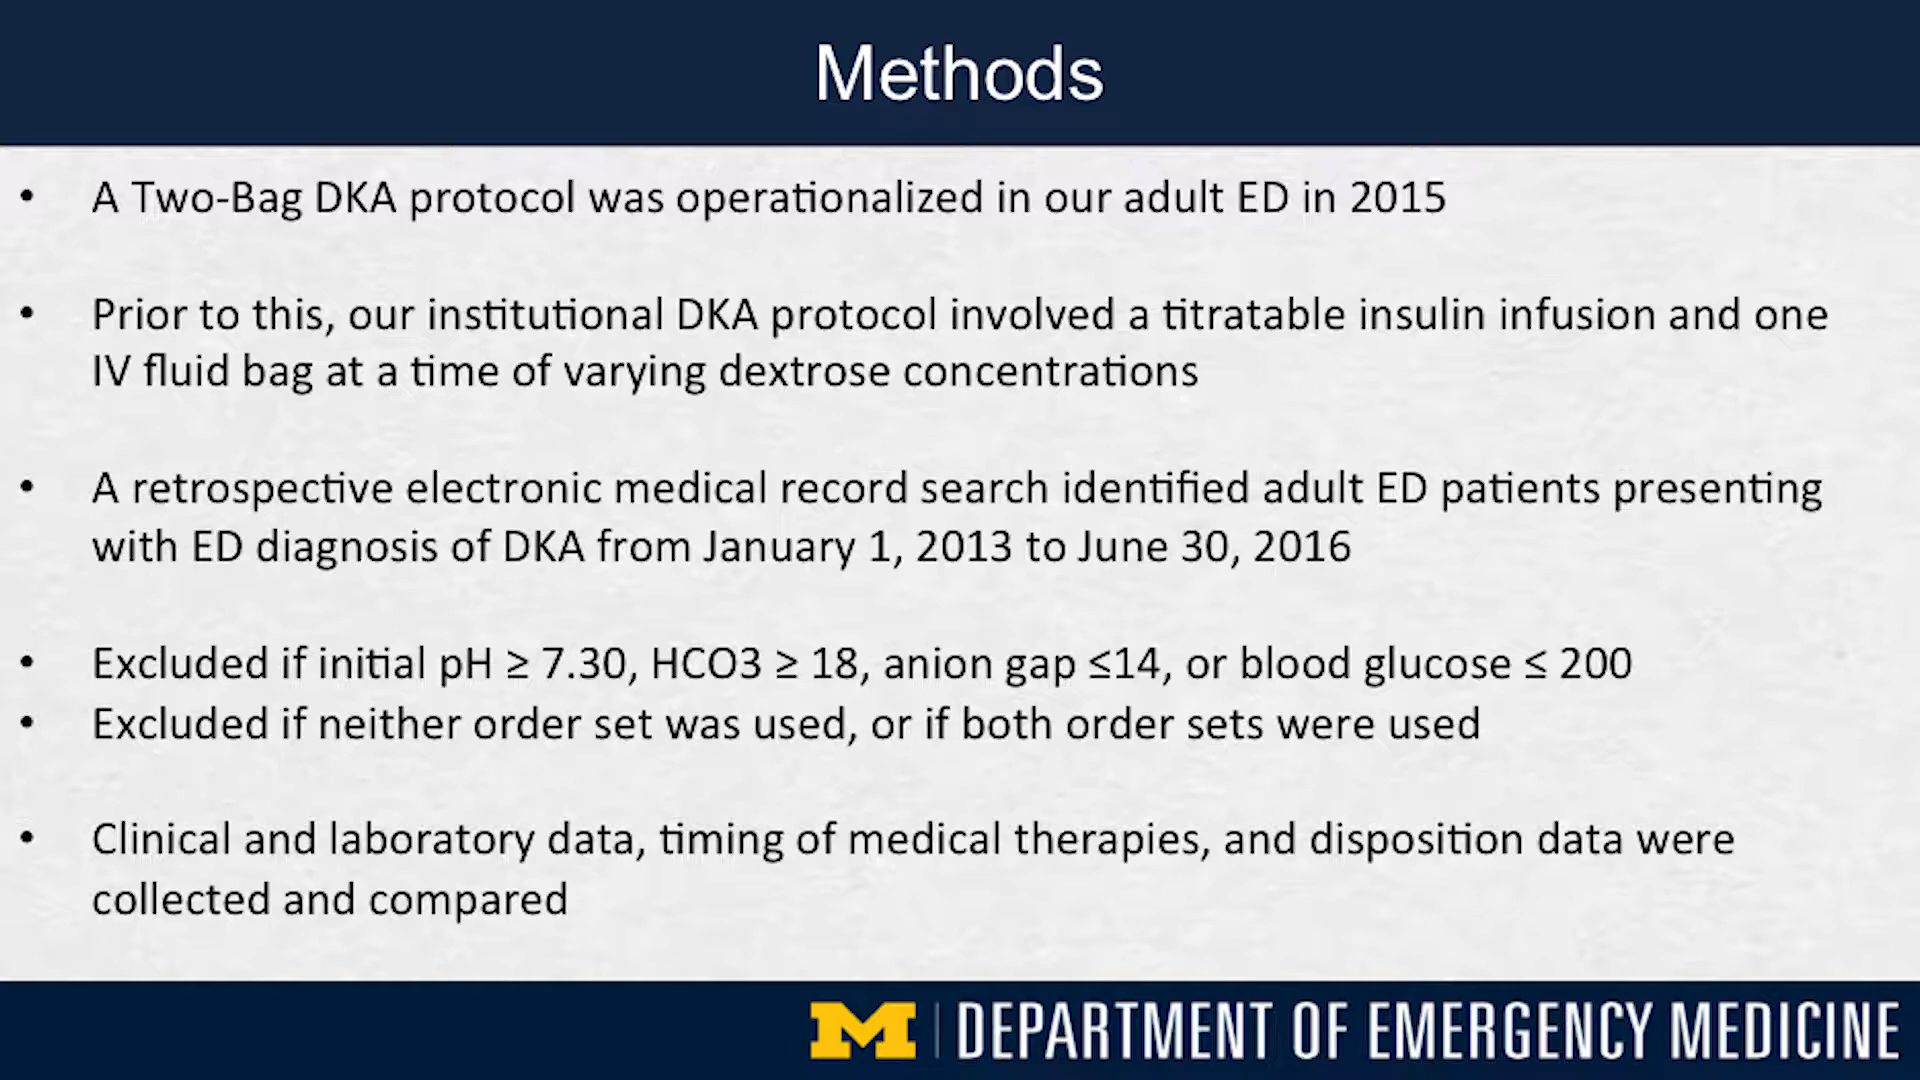 Methods
• A Two-Bag DKA protocol was operationalized in our adult ED in 2015
• Prior to this, our institutional DKA protocol involved a titratable insulin infusion and one
IV fluid bag at a time of varying dextrose concentrations
• A retrospective electronic medical record search identified adult ED patients presenting
with ED diagnosis of DKA from January 1, 2013 to June 30, 2016
• Excluded if initial pH ≥ 7.30, HCO3 ≥ 18, anion gap ≤14, or blood glucose ≤ 200
• Excluded if neither order set was used, or if both order sets were used
• Clinical and laboratory data, timing of medical therapies, and disposition data were
collected and compared
M | DEPARTMENT OF EMERGENCY MEDICINE